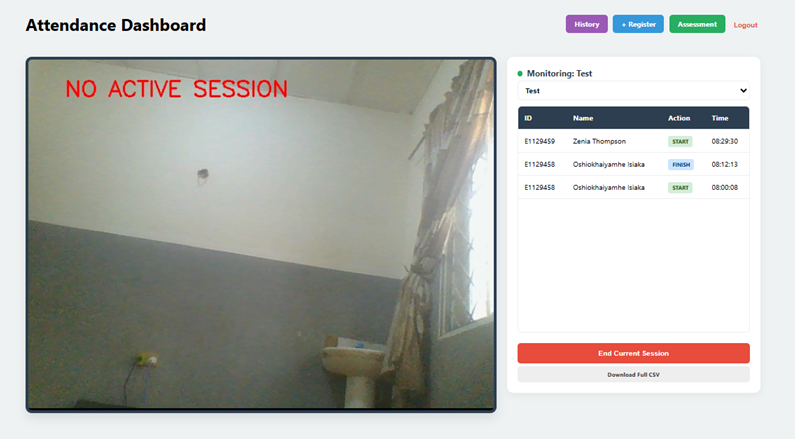 Attendance Dashboard
History
+ Register
Assessment
Logout
NO ACTIVE SESSION
Monitoring: Test
Test
ID Name Action Time
E1129459 Zenia Thompson START 08:29:30
E1129458 Oshiokhaiyamhe Isiaka FINISH 08:12:13
E1129458 Oshiokhaiyamhe Isiaka START 08:00:08
End Current Session
Download Full CSV